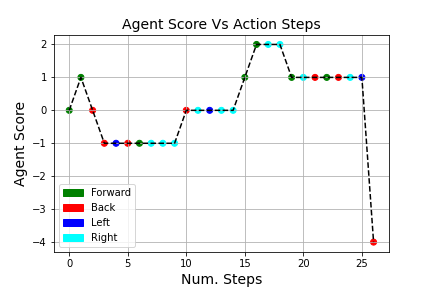 Agent Score Vs Action Steps
Agent Score
2
1
0
−1
−2
−3
−4
Forward
Back
Left
Right
0 5 10 15 20 25
Num. Steps